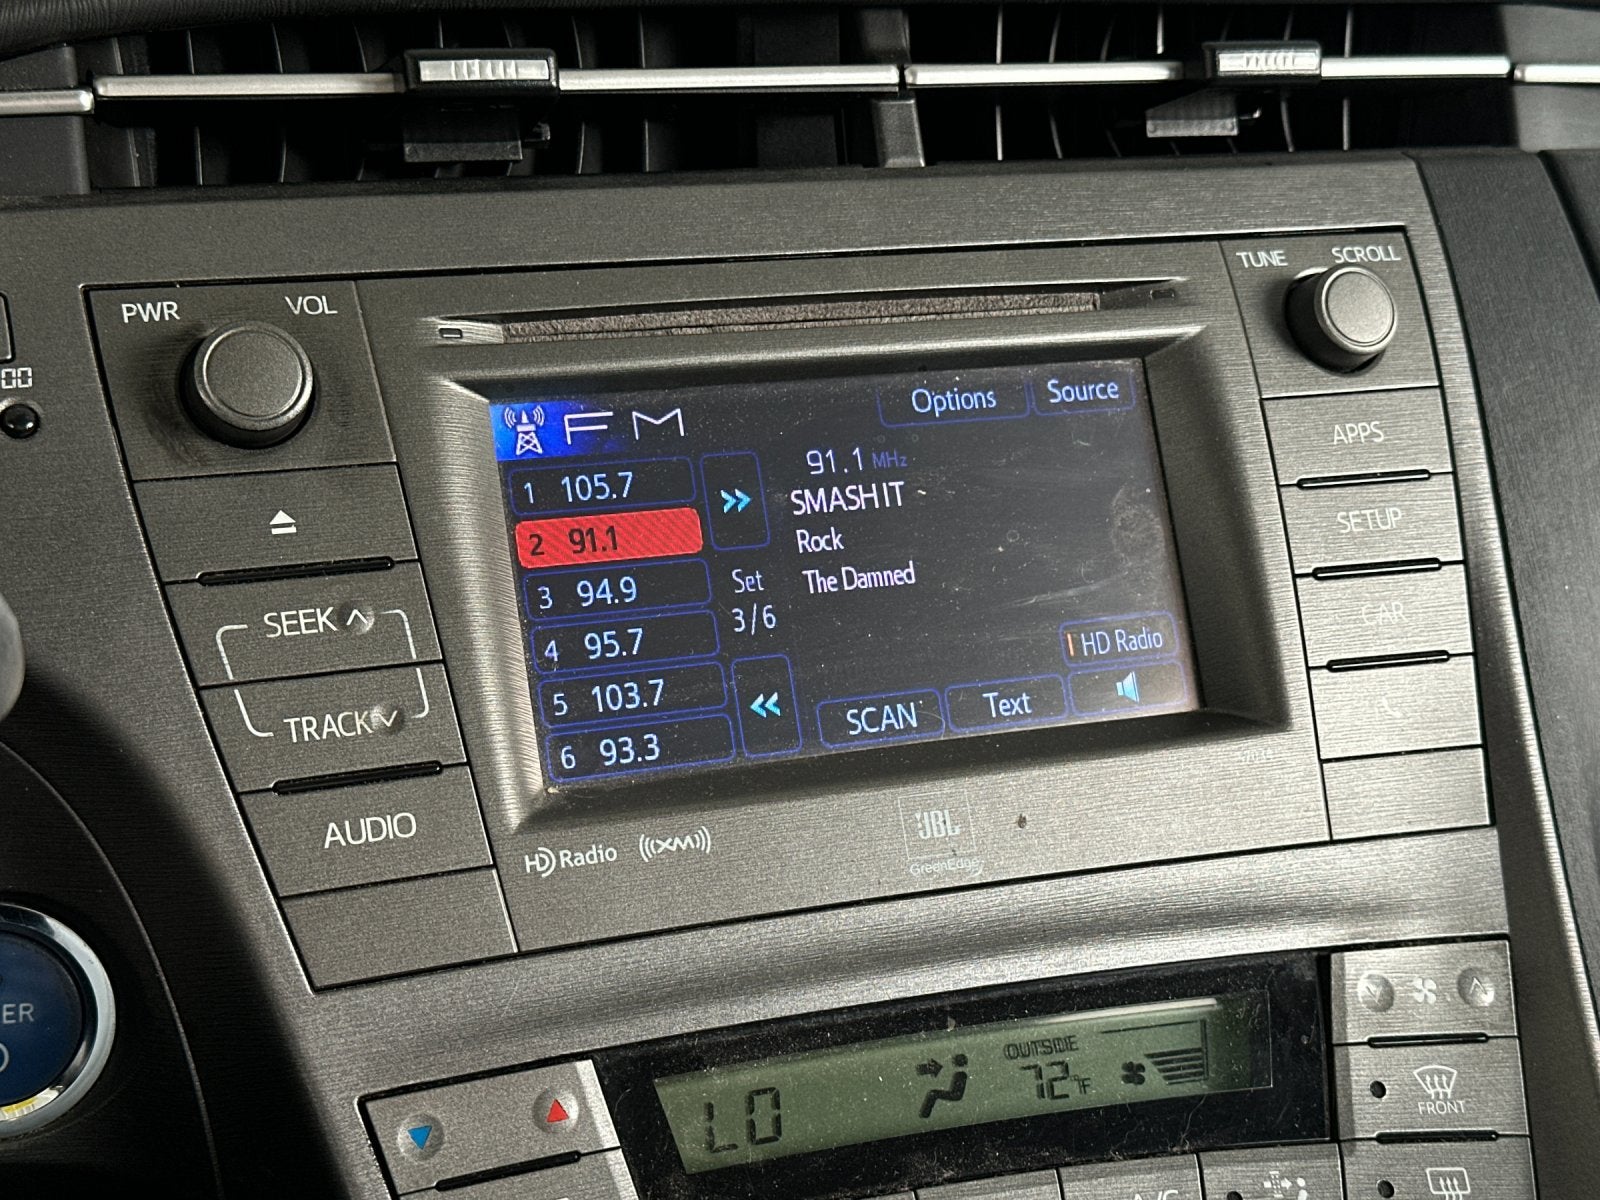 PWR VOL
TUNE SCROLL
00
FM
Options
Source
APPS
1 105.7
2 91.1
3 94.9
4 95.7
5 103.7
6 93.3
Set
3/6
91.1 MHz
SMASH IT
Rock
The Damned
HD Radio
SCAN
Text
SETUP
CAR
SEEK
TRACK
AUDIO
HD Radio
((XM))
JBL
GreenEdge
ER
LO
OUTSIDE
72°F
FRONT
A/C